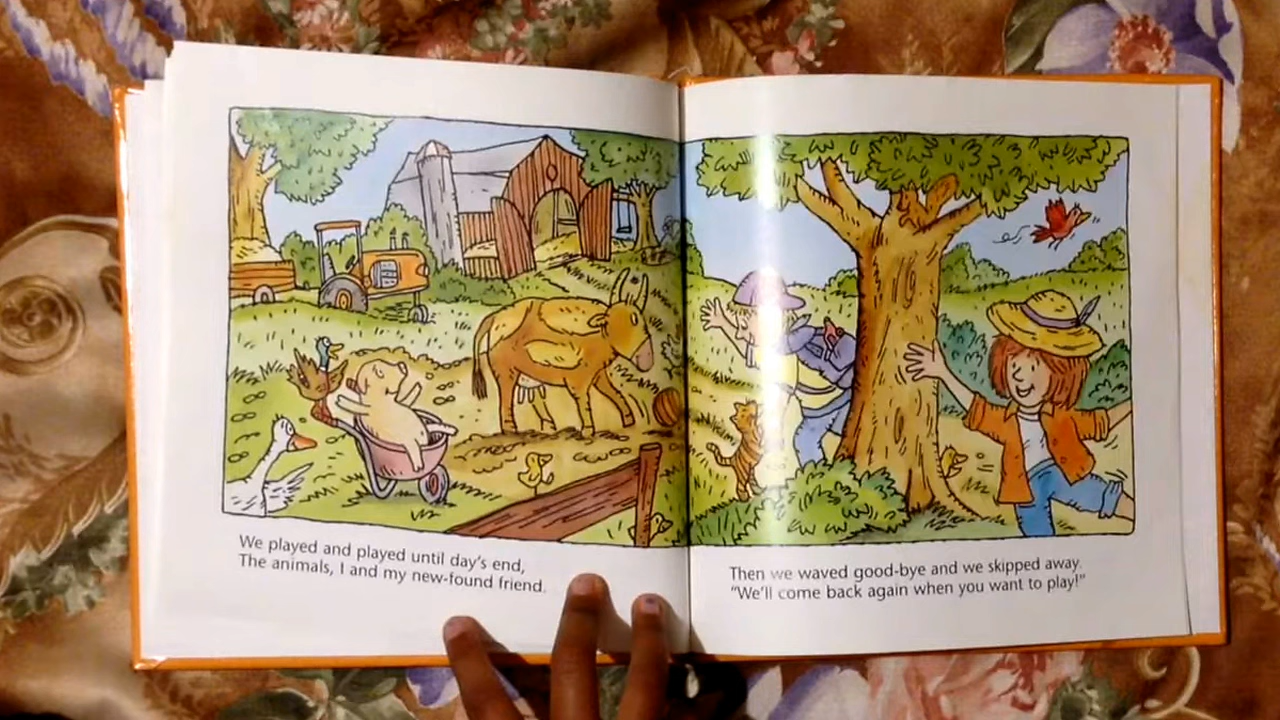 We played and played until day's end,
The animals, I and my new-found friend.
Then we waved good-bye and we skipped away.
"We'll come back again when you want to play!"